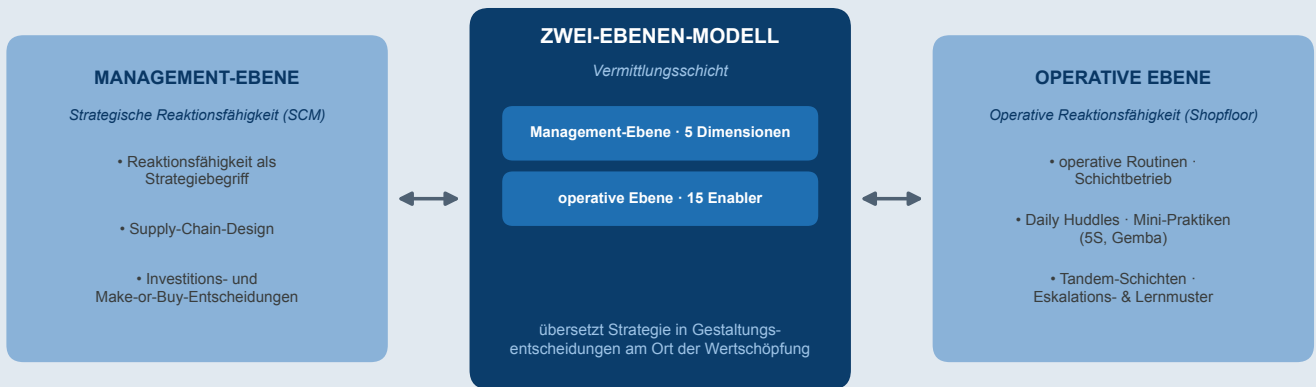 MANAGEMENT-EBENE
Strategische Reaktionsfähigkeit (SCM)
• Reaktionsfähigkeit als
Strategiebegriff
• Supply-Chain-Design
• Investitions- und
Make-or-Buy-Entscheidungen
ZWEI-EBENEN-MODELL
Vermittlungsschicht
Management-Ebene · 5 Dimensionen
operative Ebene · 15 Enabler
übersetzt Strategie in Gestaltungs-
entscheidungen am Ort der Wertschöpfung
OPERATIVE EBENE
Operative Reaktionsfähigkeit (Shopfloor)
• operative Routinen ·
Schichtbetrieb
• Daily Huddles · Mini-Praktiken
(5S, Gemba)
• Tandem-Schichten ·
Eskalations- & Lernmuster